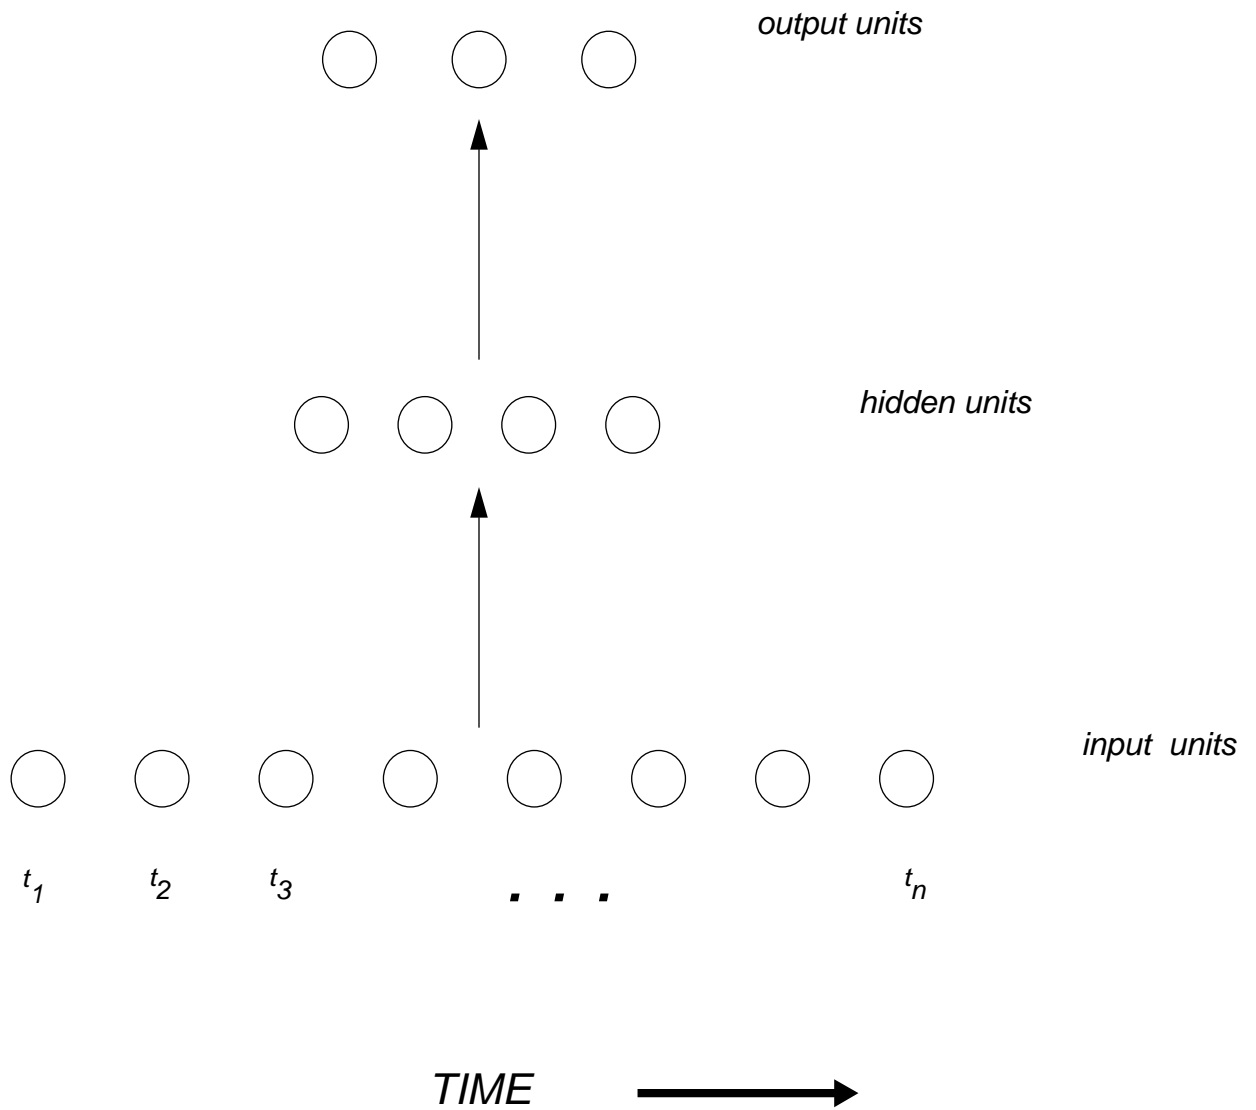 output units
hidden units
input units
t1 t2 t3 . . . tn
TIME